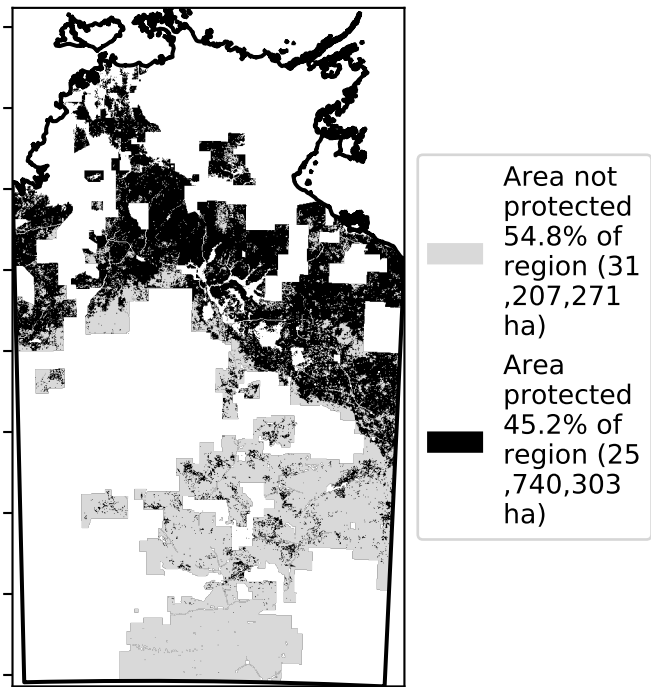 Area not
protected
54.8% of
region (31
,207,271
ha)
Area
protected
45.2% of
region (25
,740,303
ha)